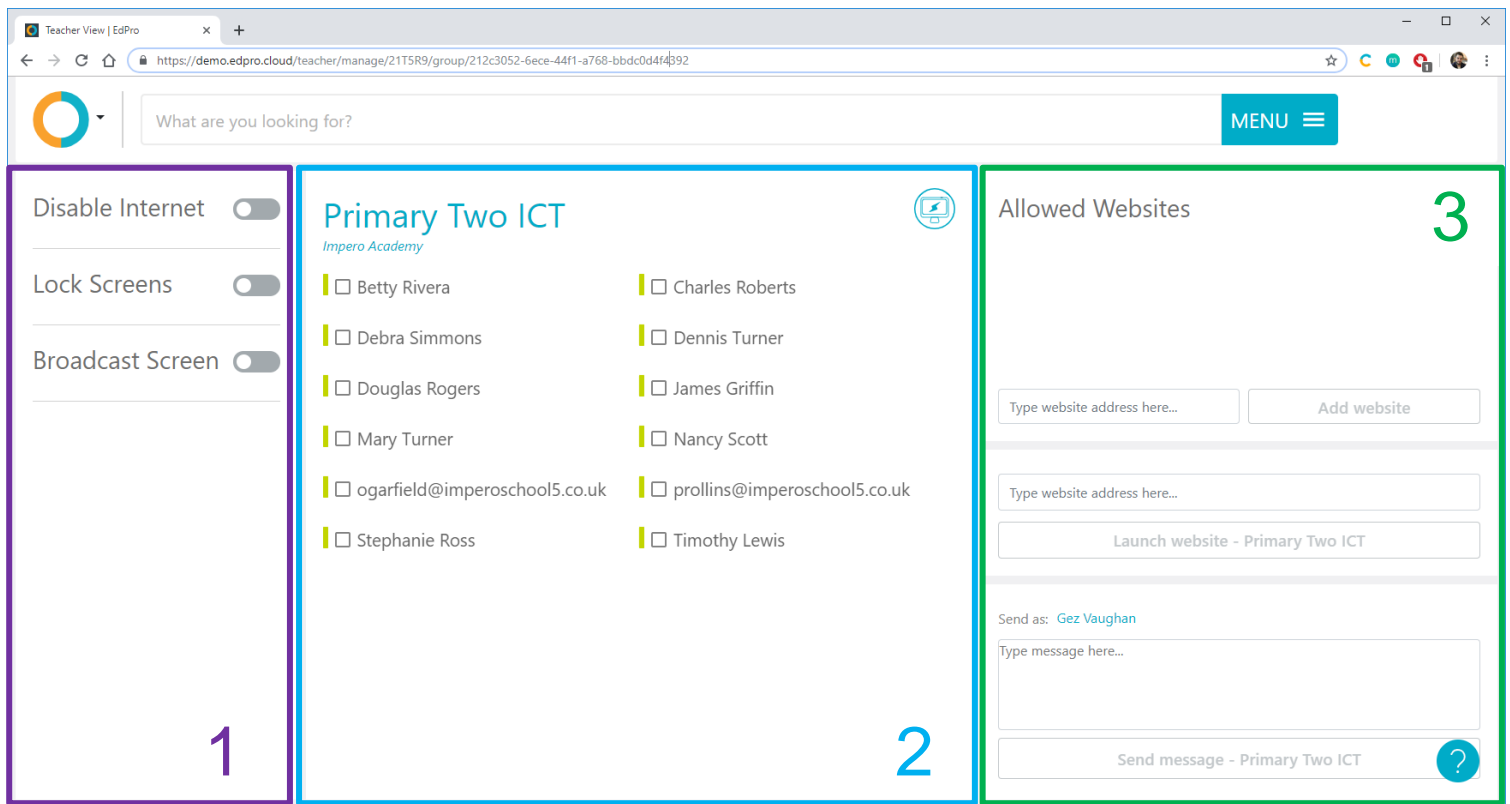 Teacher View | EdPro
https://demo.edpro.cloud/teacher/manage/21T5R9/group/212c3052-6ece-44f1-a768-bbdc0d4f4392
1
What are you looking for?
MENU
Disable Internet
Lock Screens
Broadcast Screen
1
Primary Two ICT
Impero Academy
Betty Rivera
Charles Roberts
Debra Simmons
Dennis Turner
Douglas Rogers
James Griffin
Mary Turner
Nancy Scott
ogarfield@imperoschool5.co.uk
prollins@imperoschool5.co.uk
Stephanie Ross
Timothy Lewis
2
Allowed Websites
3
Type website address here...
Add website
Type website address here...
Launch website - Primary Two ICT
Send as: Gez Vaughan
Type message here...
Send message - Primary Two ICT
?